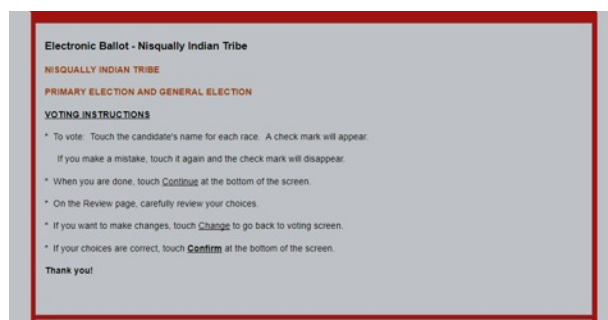 Electronic Ballot - Nisqually Indian Tribe
NISQUALLY INDIAN TRIBE
PRIMARY ELECTION AND GENERAL ELECTION
VOTING INSTRUCTIONS
* To vote: Touch the candidate's name for each race. A check mark will appear.
If you make a mistake, touch it again and the check mark will disappear.
* When you are done, touch Continue at the bottom of the screen.
* On the Review page, carefully review your choices.
* If you want to make changes, touch Change to go back to voting screen.
* If your choices are correct, touch Confirm at the bottom of the screen.
Thank you!